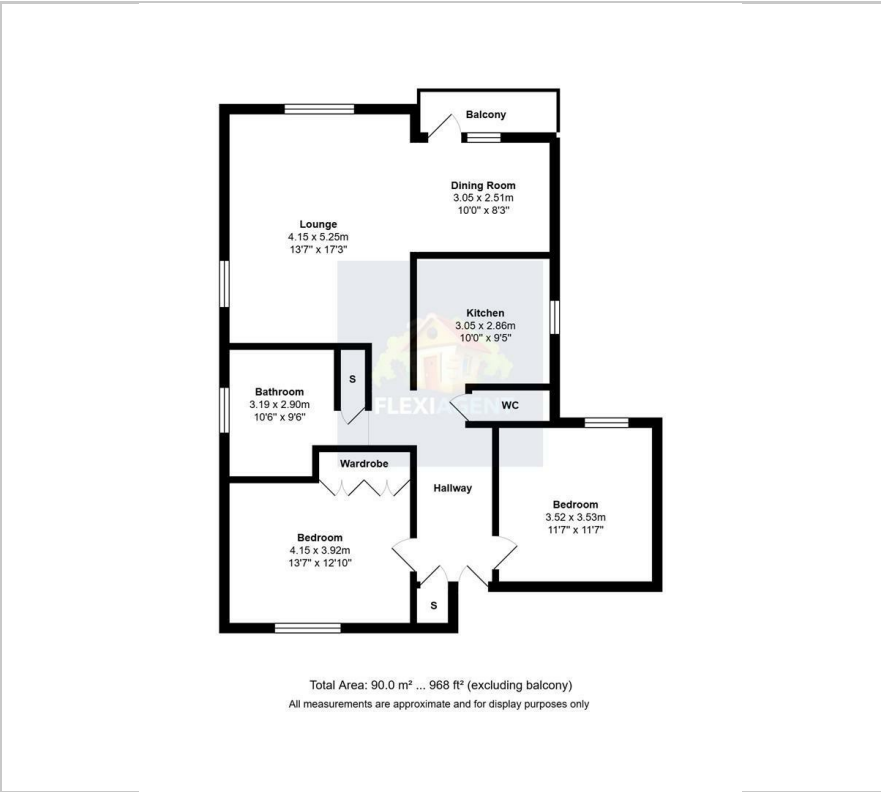 Balcony
Dining Room
3.05 x 2.51m
10'0" x 8'3"
Lounge
4.15 x 5.25m
13'7" x 17'3"
Kitchen
3.05 x 2.86m
10'0" x 9'5"
S
Bathroom
3.19 x 2.90m
10'6" x 9'6"
FLEXIAGENT
WC
Wardrobe
Hallway
Bedroom
3.52 x 3.53m
11'7" x 11'7"
Bedroom
4.15 x 3.92m
13'7" x 12'10"
S
Total Area: 90.0 m² ... 968 ft² (excluding balcony)
All measurements are approximate and for display purposes only